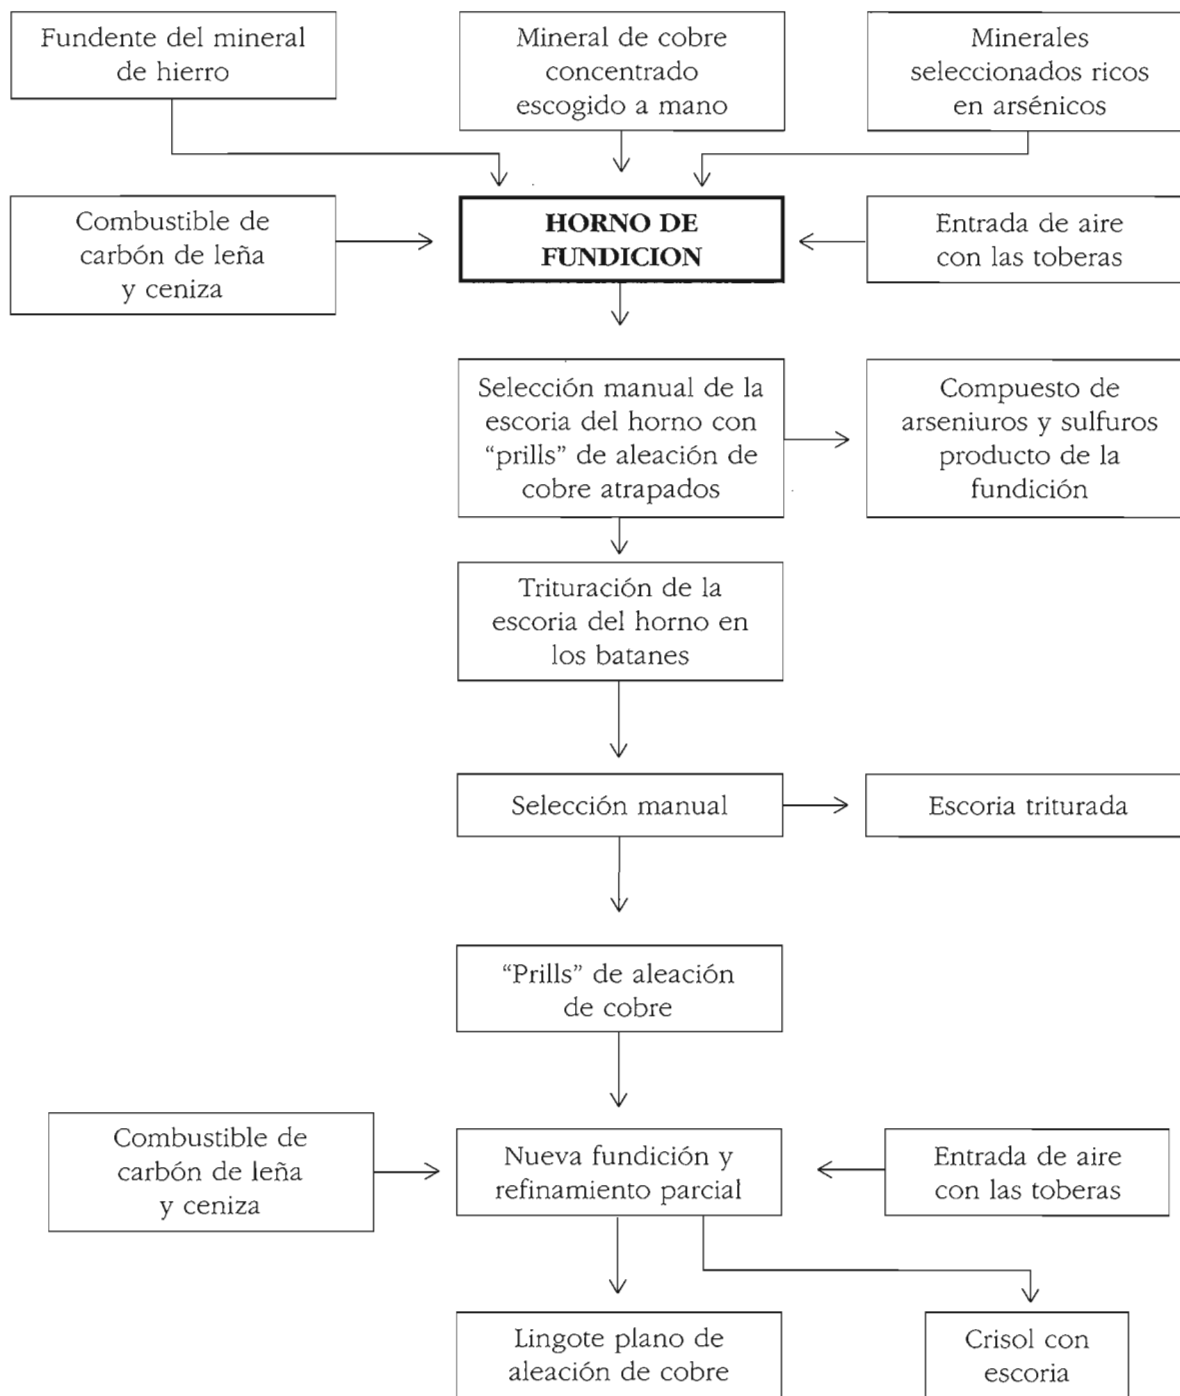 Fundente del mineral
de hierro
Mineral de cobre
concentrado
escogido a mano
Minerales
seleccionados ricos
en arsénicos
Combustible de
carbón de leña
y ceniza
HORNO DE
FUNDICION
Entrada de aire
con las toberas
Selección manual de la
escoria del horno con
“prills” de aleación de
cobre atrapados
Compuesto de
arseniuros y sulfuros
producto de la
fundición
Trituración de la
escoria del horno en
los batanes
Selección manual
Escoria triturada
“Prills” de aleación
de cobre
Combustible de
carbón de leña
y ceniza
Nueva fundición y
refinamiento parcial
Entrada de aire
con las toberas
Lingote plano de
aleación de cobre
Crisol con
escoria